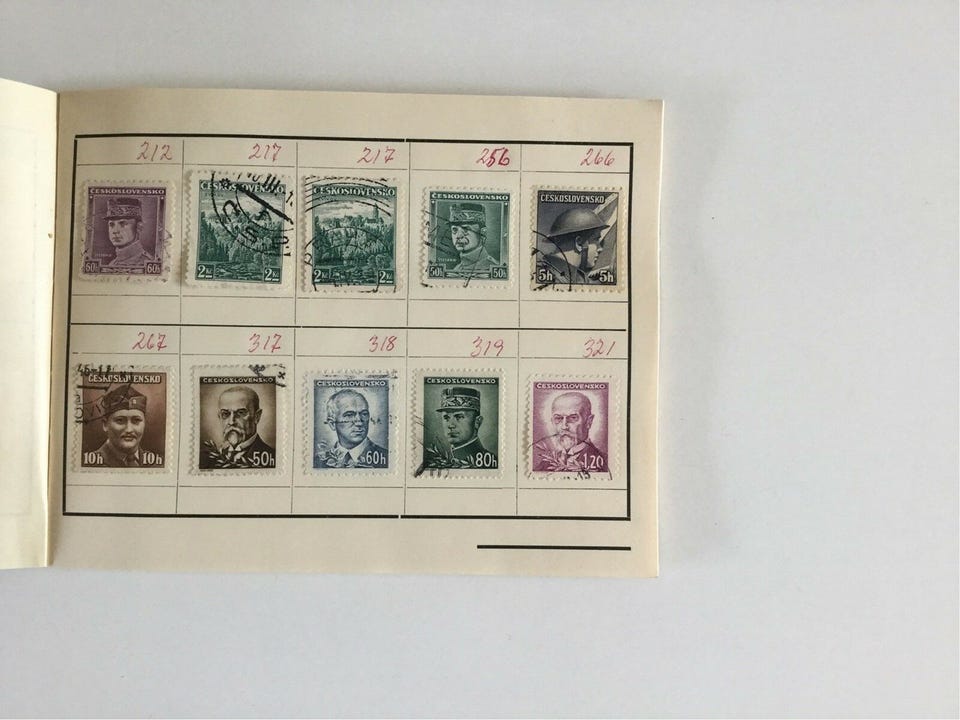 212 217 217 256 266
ČESKOSLOVENSKO
60h 60h
ČESKOSLOVENSKO
2Kč 2Kč
ČESKOSLOVENSKO
2Kč 2Kč
ČESKOSLOVENSKO
50h 50h
ČESKOSLOVENSKO
5h 5h
267 317 318 319 321
ČESKOSLOVENSKO
10h 10h
ČESKOSLOVENSKO
50h
ČESKOSLOVENSKO
60h
ČESKOSLOVENSKO
80h
ČESKOSLOVENSKO
1,20